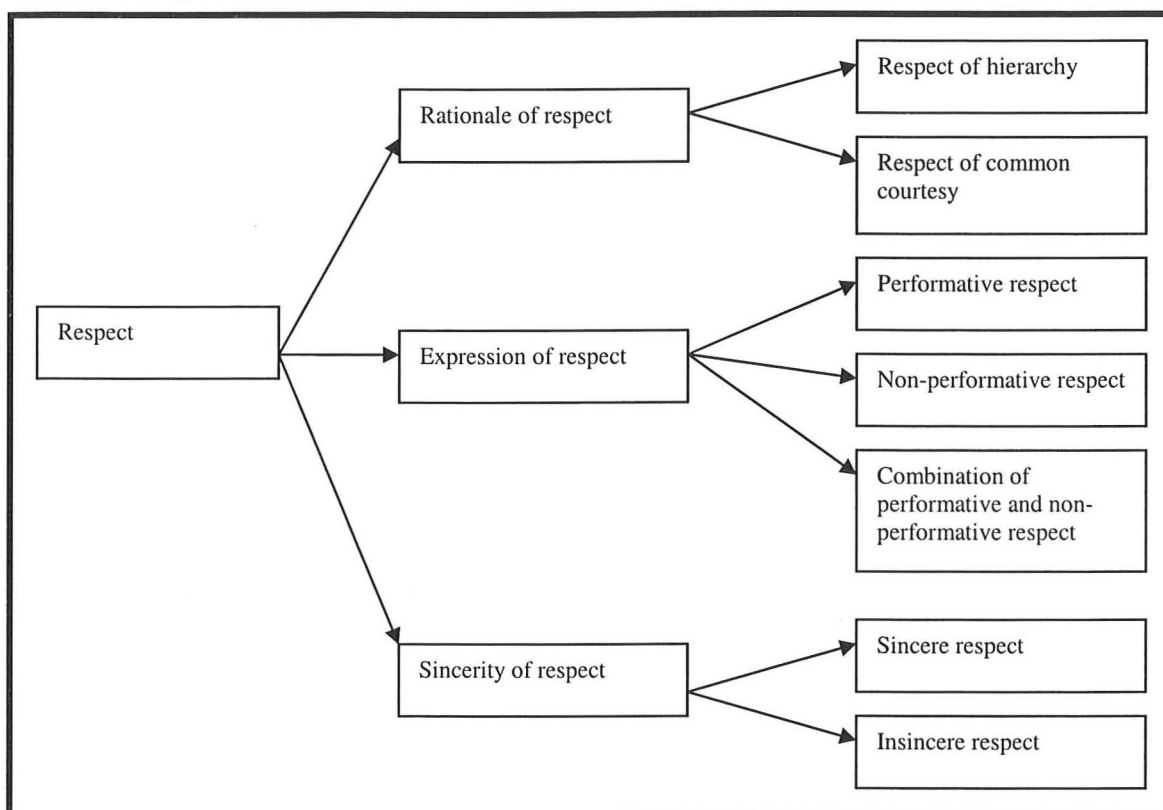 Respect
Rationale of respect
Respect of hierarchy
Respect of common
courtesy
Expression of respect
Performative respect
Non-performative respect
Combination of
performative and non-
performative respect
Sincerity of respect
Sincere respect
Insincere respect